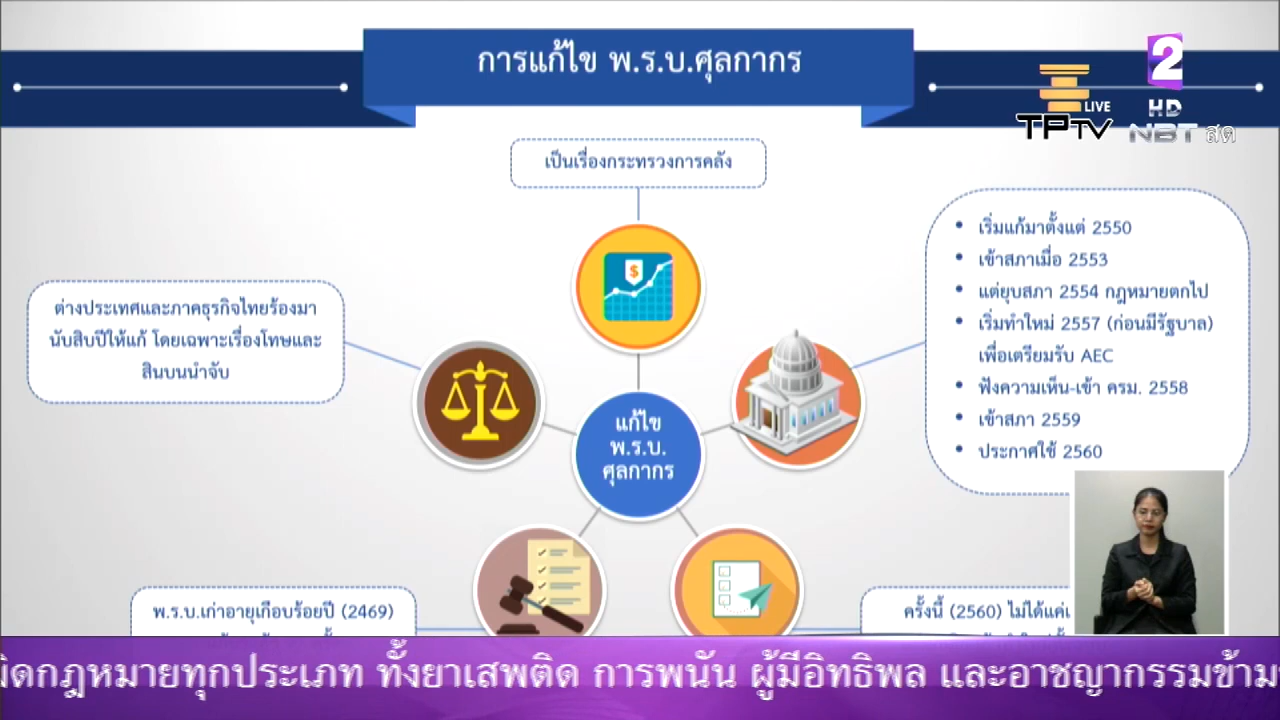 การแก้ไข พ.ร.บ.ศุลกากร
2
LIVE
TPTV
HD
NBT สด
เป็นเรื่องกระทรวงการคลัง
ต่างประเทศและภาคธุรกิจไทยร้องมา
นับสิบปีให้แก้ โดยเฉพาะเรื่องโทษและ
สินบนนำจับ
• เริ่มแก้มาตั้งแต่ 2550
• เข้าสภาเมื่อ 2553
• แต่ยุบสภา 2554 กฎหมายตกไป
• เริ่มทำใหม่ 2557 (ก่อนมีรัฐบาล)
เพื่อเตรียมรับ AEC
• ฟังความเห็น-เข้า ครม. 2558
• เข้าสภา 2559
• ประกาศใช้ 2560
แก้ไข
พ.ร.บ.
ศุลกากร
พ.ร.บ.เก่าอายุเกือบร้อยปี (2469)
ครั้งนี้ (2560) ไม่ได้แค่
ผิดกฎหมายทุกประเภท ทั้งยาเสพติด การพนัน ผู้มีอิทธิพล และอาชญากรรมข้าม